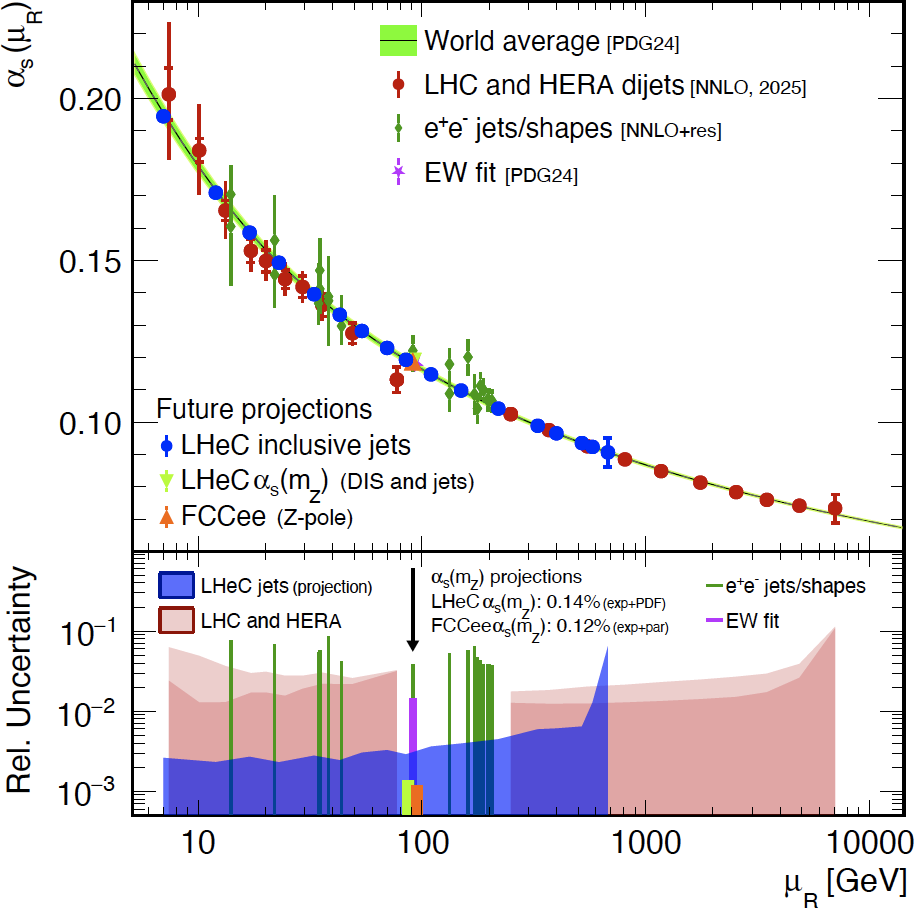 αs(μR)
0.20
0.15
0.10
World average [PDG24]
LHC and HERA dijets [NNLO, 2025]
e+e- jets/shapes [NNLO+res]
EW fit [PDG24]
Future projections
LHeC inclusive jets
LHeC αs(mZ) (DIS and jets)
FCCee (Z-pole)
Rel. Uncertainty
10−1
10−2
10−3
LHeC jets (projection)
LHC and HERA
αs(mZ) projections
LHeC αs(mZ): 0.14% (exp+PDF)
FCCee αs(mZ): 0.12% (exp+par)
e+e- jets/shapes
EW fit
10 100 1000 10000
μR [GeV]